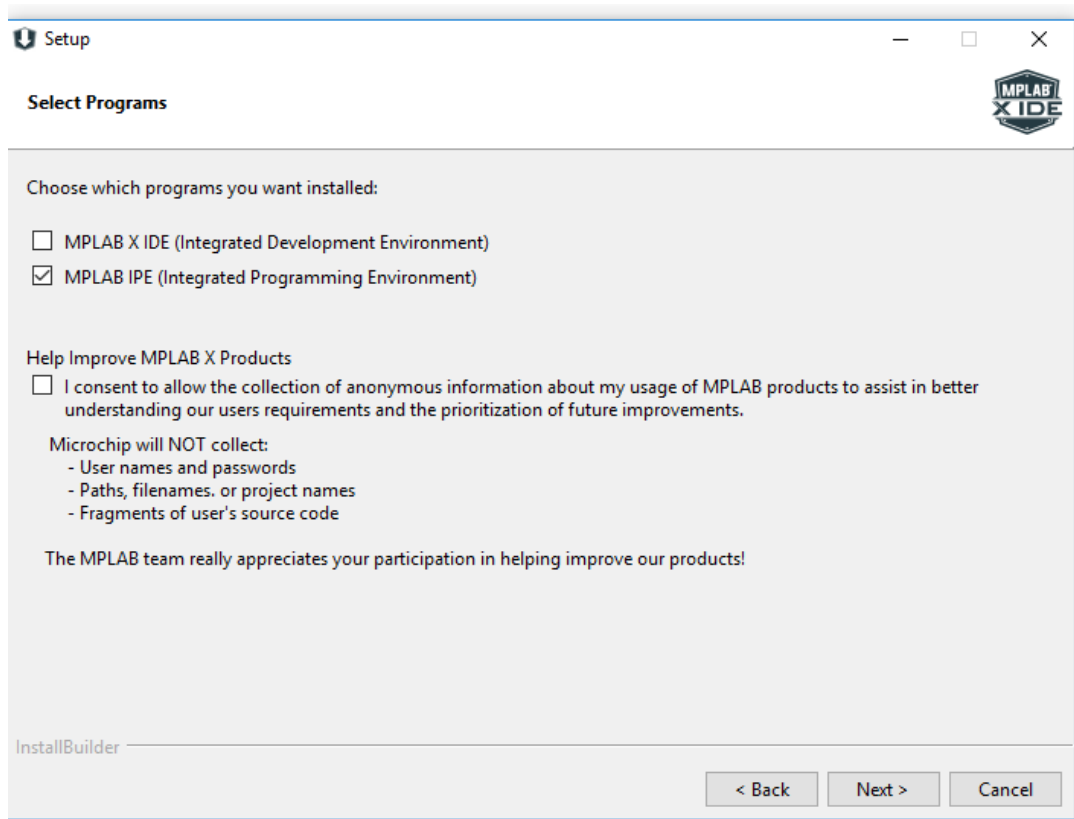 Setup
Select Programs
MPLAB
X IDE
Choose which programs you want installed:
MPLAB X IDE (Integrated Development Environment)
MPLAB IPE (Integrated Programming Environment)
Help Improve MPLAB X Products
I consent to allow the collection of anonymous information about my usage of MPLAB products to assist in better
understanding our users requirements and the prioritization of future improvements.
Microchip will NOT collect:
- User names and passwords
- Paths, filenames. or project names
- Fragments of user's source code
The MPLAB team really appreciates your participation in helping improve our products!
InstallBuilder
< Back Next > Cancel